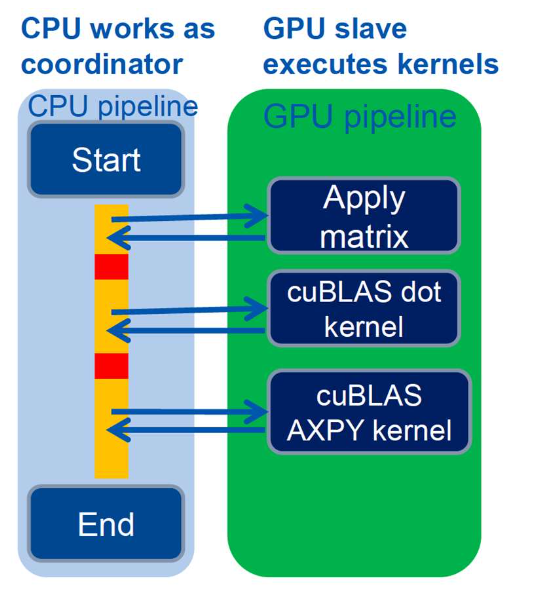 CPU works as
coordinator
GPU slave
executes kernels
CPU pipeline
GPU pipeline
Start
Apply
matrix
cuBLAS dot
kernel
cuBLAS
AXPY kernel
End